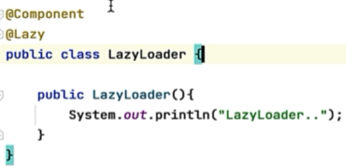 @Component
@Lazy
public class LazyLoader {
public LazyLoader(){
System.out.println("LazyLoader..");
}
}